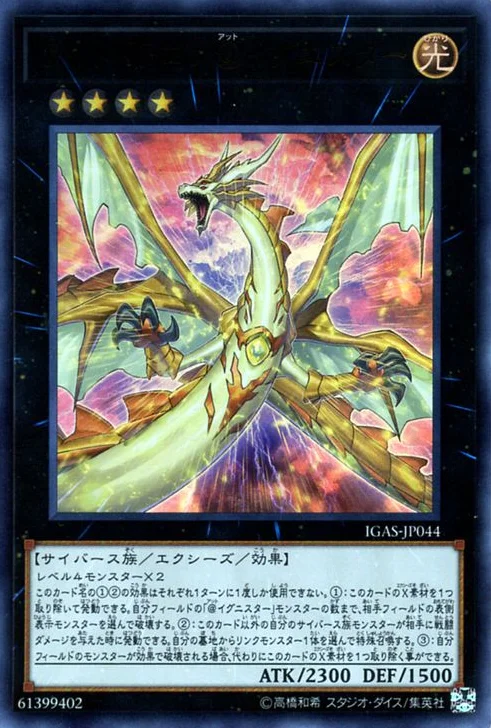 アット
ひかり
光
IGAS-JP044
【サイバース族／エクシーズ／効果】
レベル４モンスター×２
このカード名の①②の効果はそれぞれ1ターンに1度しか使用できない。①：このカードのX素材を1つ
取り除いて発動できる。自分フィールドの「@イグニスター」モンスターの数まで、相手フィールドの表側
表示モンスターを選んで破壊する。②：このカード以外の自分のサイバース族モンスターが相手に戦闘
ダメージを与えた時に発動できる。自分の墓地からリンクモンスター1体を選んで特殊召喚する。③：自分
フィールドのモンスターが効果で破壊される場合、代わりにこのカードのX素材を1つ取り除く事ができる。
ATK/2300 DEF/1500
61399402
©高橋和希 スタジオ・ダイス/集英社